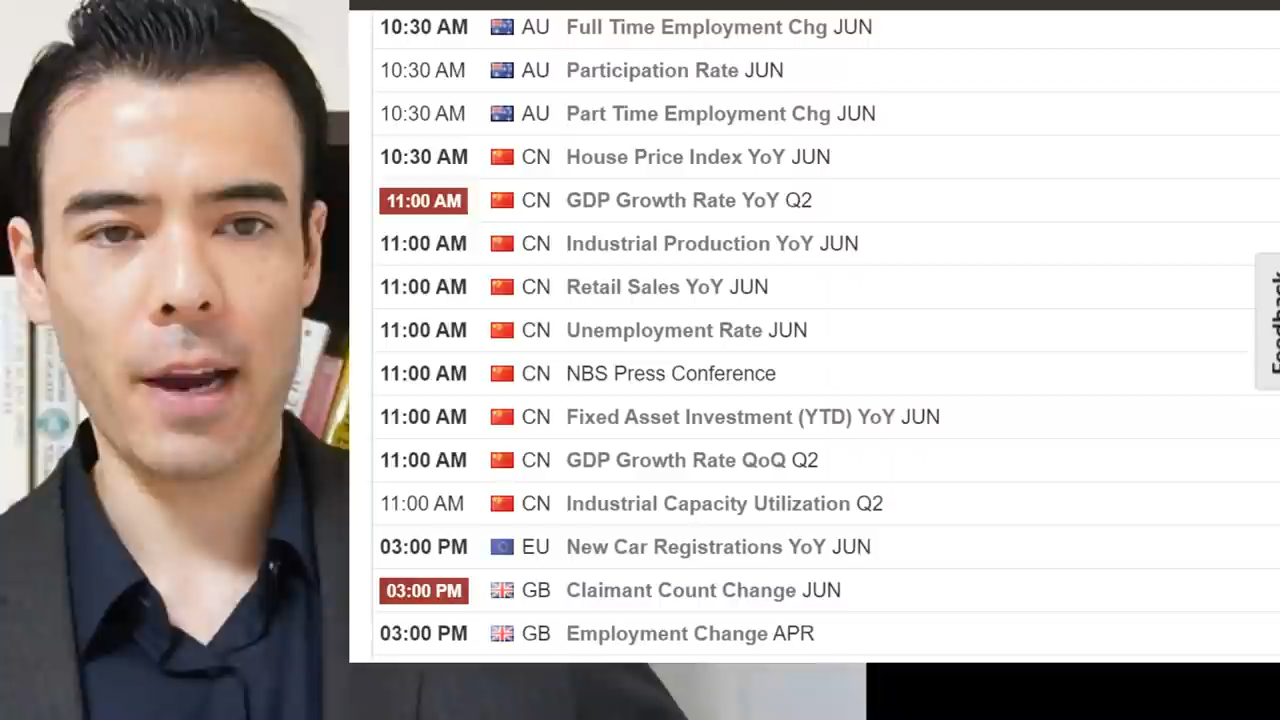 10:30 AM AU Full Time Employment Chg JUN
10:30 AM AU Participation Rate JUN
10:30 AM AU Part Time Employment Chg JUN
10:30 AM CN House Price Index YoY JUN
11:00 AM CN GDP Growth Rate YoY Q2
11:00 AM CN Industrial Production YoY JUN
11:00 AM CN Retail Sales YoY JUN
11:00 AM CN Unemployment Rate JUN
11:00 AM CN NBS Press Conference
11:00 AM CN Fixed Asset Investment (YTD) YoY JUN
11:00 AM CN GDP Growth Rate QoQ Q2
11:00 AM CN Industrial Capacity Utilization Q2
03:00 PM EU New Car Registrations YoY JUN
03:00 PM GB Claimant Count Change JUN
03:00 PM GB Employment Change APR
Feedback